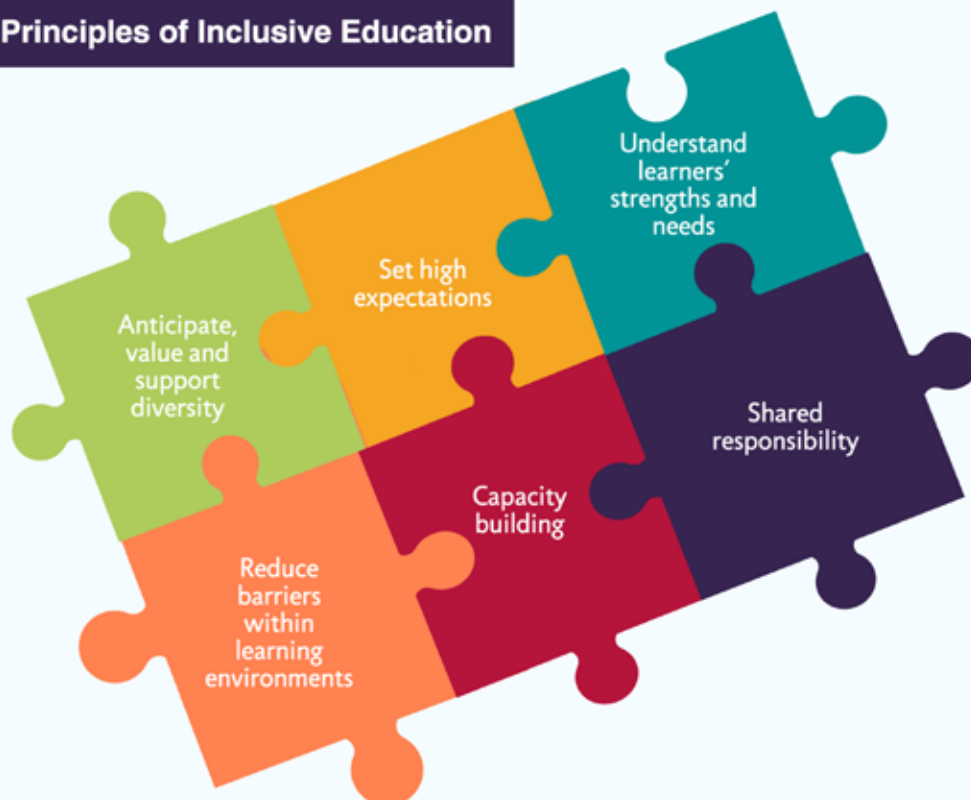 Principles of Inclusive Education
Anticipate,
value and
support
diversity
Set high
expectations
Understand
learners’
strengths and
needs
Reduce
barriers
within
learning
environments
Capacity
building
Shared
responsibility